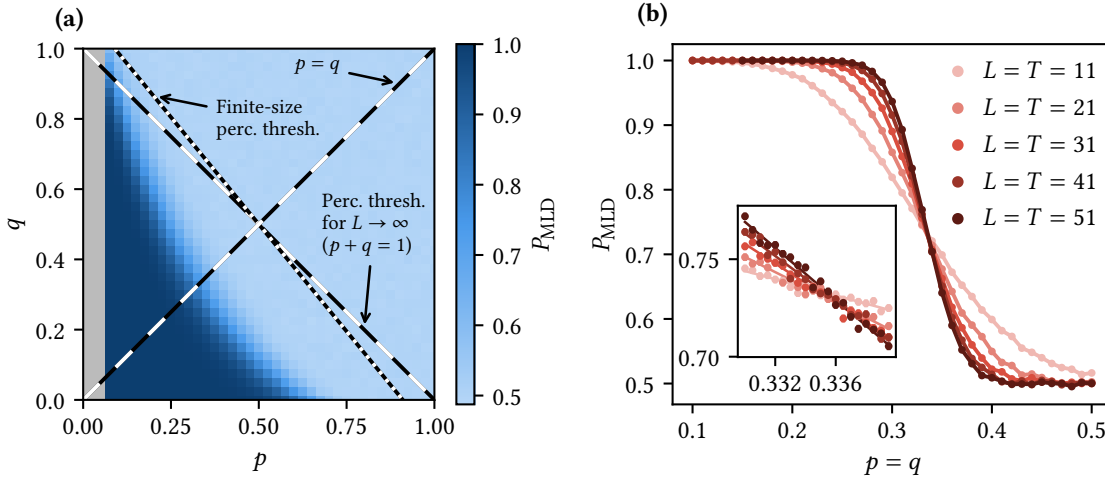 (a)
1.0
0.8
0.6
0.4
0.2
0.0
q
0.00
0.25
0.50
0.75
1.00
p
p = q
Finite-size
perc. thresh.
Perc. thresh.
for L → ∞
(p + q = 1)
1.0
0.9
0.8
0.7
0.6
0.5
P_MLD
(b)
1.0
0.9
0.8
0.7
0.6
0.5
P_MLD
0.1
0.2
0.3
0.4
0.5
p = q
L = T = 11
L = T = 21
L = T = 31
L = T = 41
L = T = 51
0.75
0.70
0.332
0.336